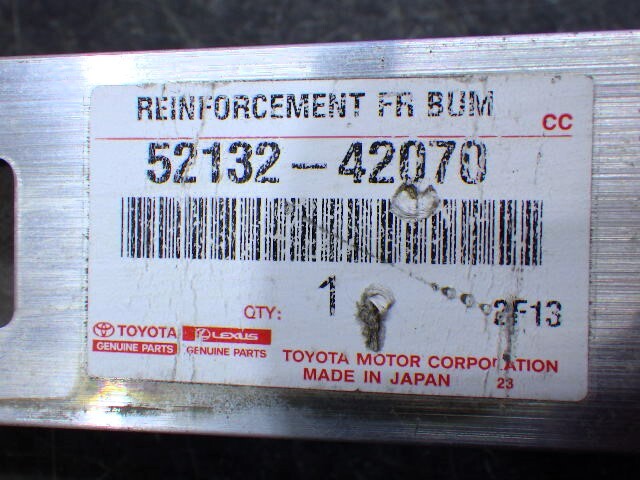 REINFORCEMENT FR BUM
CC
52132-42070
QTY: 1
2F13
TOYOTA
GENUINE PARTS
LEXUS
GENUINE PARTS
TOYOTA MOTOR CORPORATION
MADE IN JAPAN 23